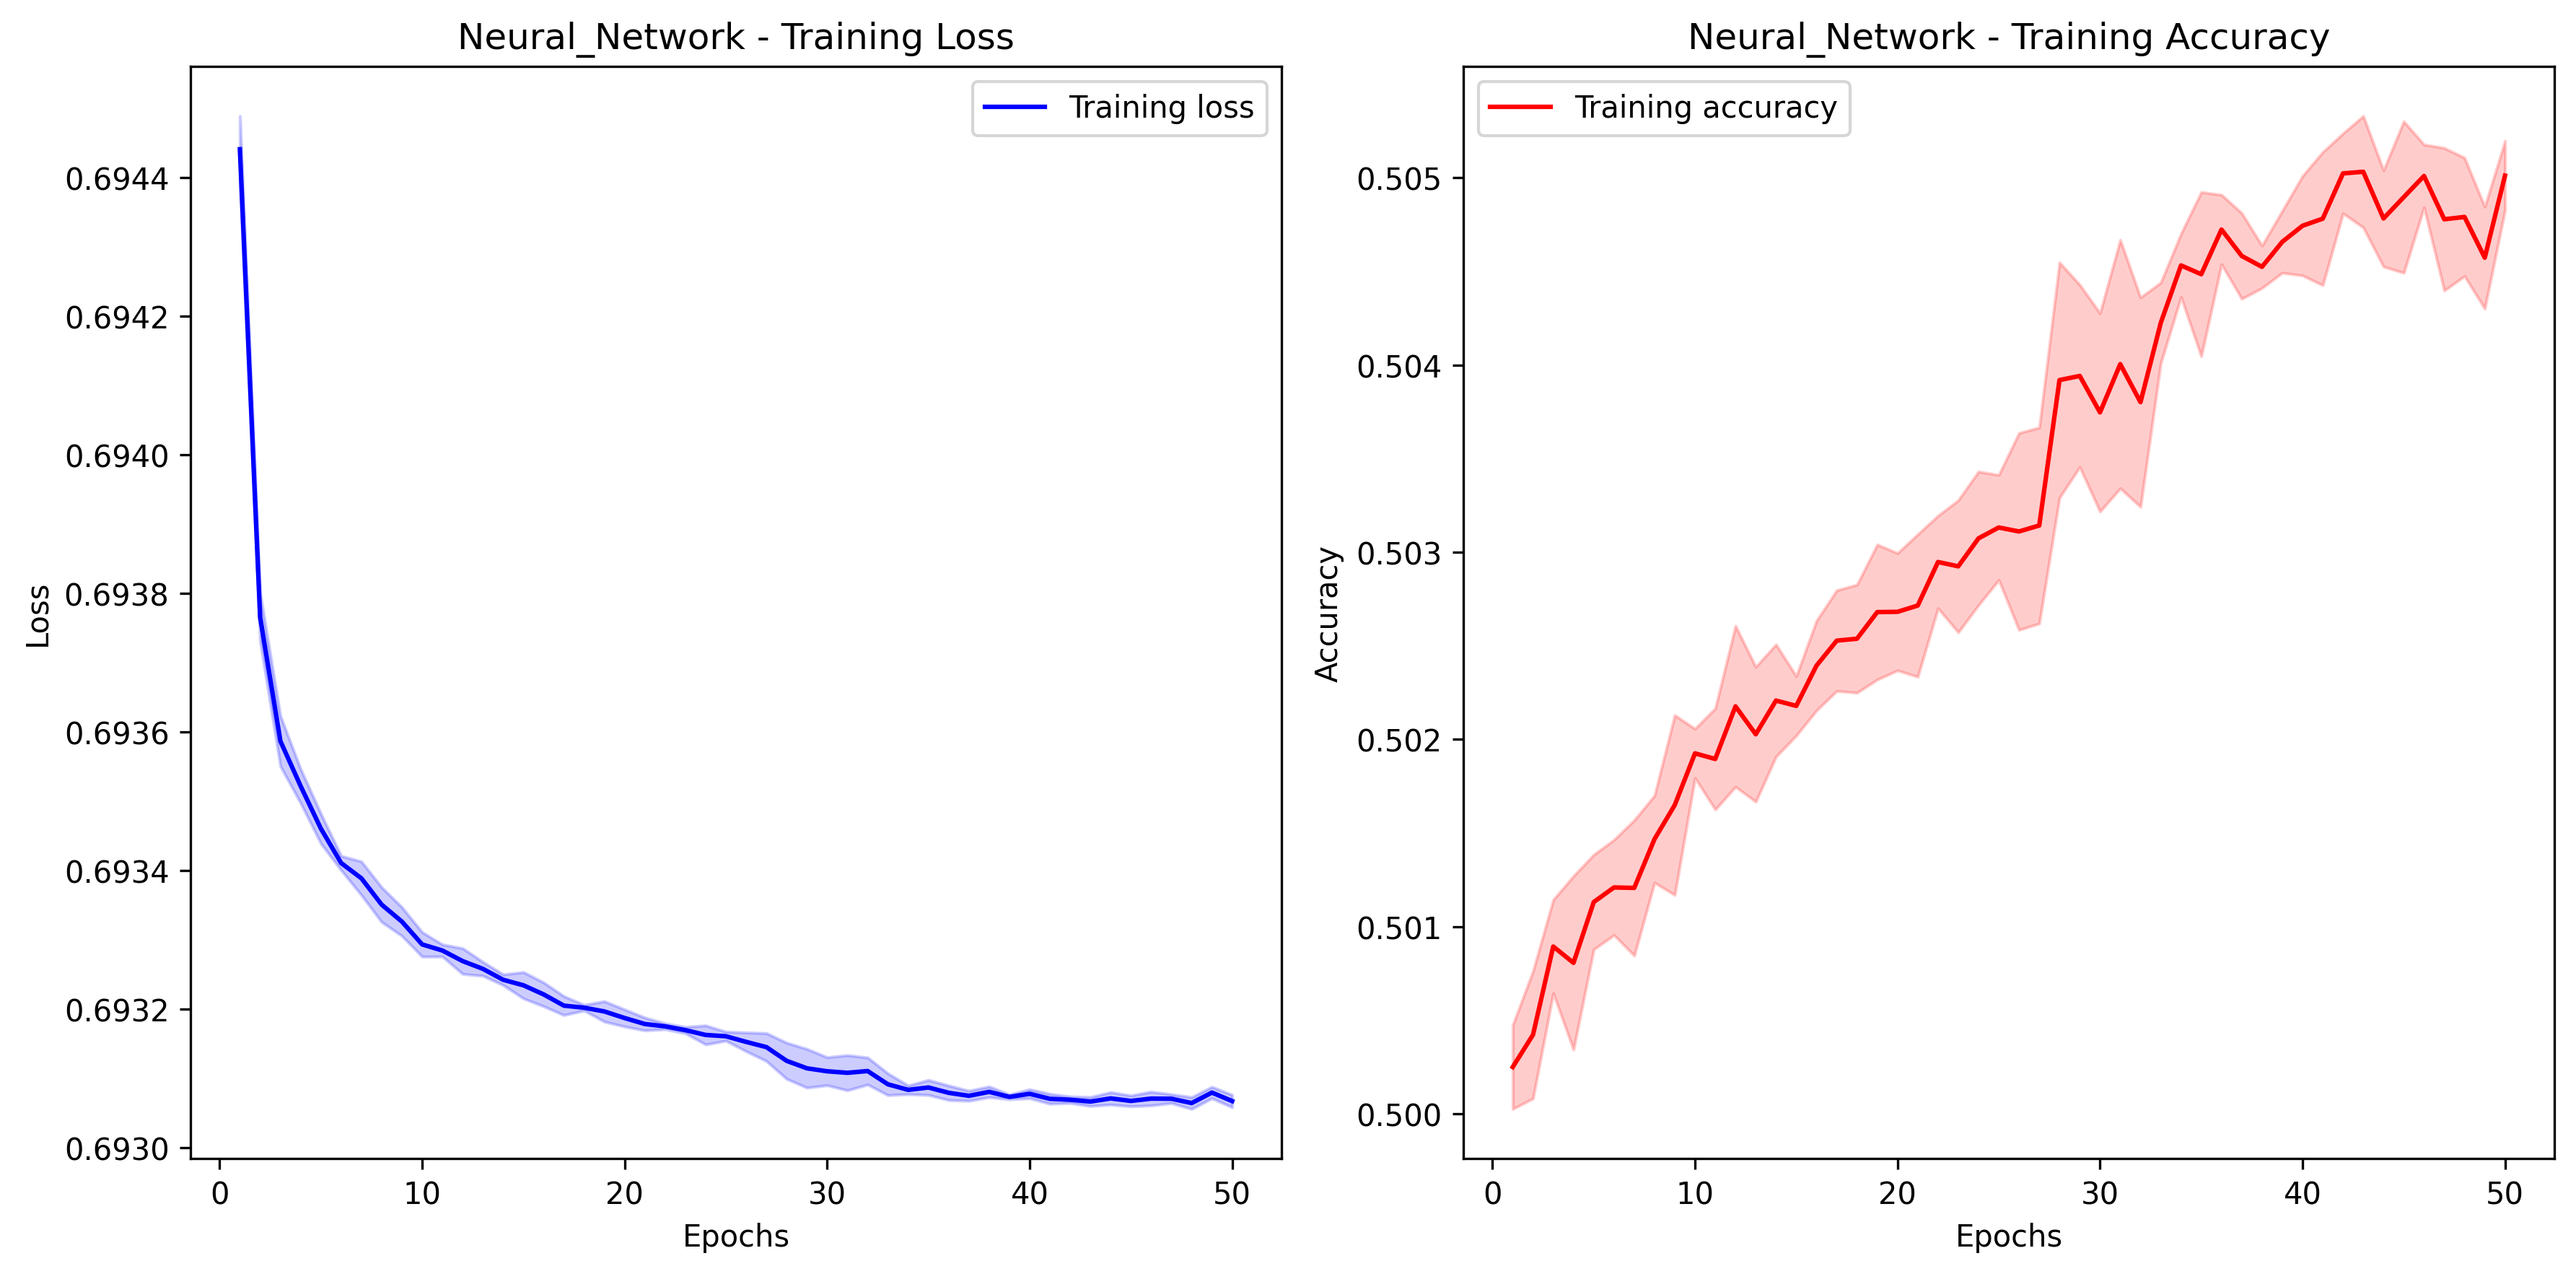 Neural_Network - Training Loss
Training loss
0.6944
0.6942
0.6940
0.6938
0.6936
0.6934
0.6932
0.6930
Loss
0 10 20 30 40 50
Epochs
Neural_Network - Training Accuracy
Training accuracy
0.505
0.504
0.503
0.502
0.501
0.500
Accuracy
0 10 20 30 40 50
Epochs